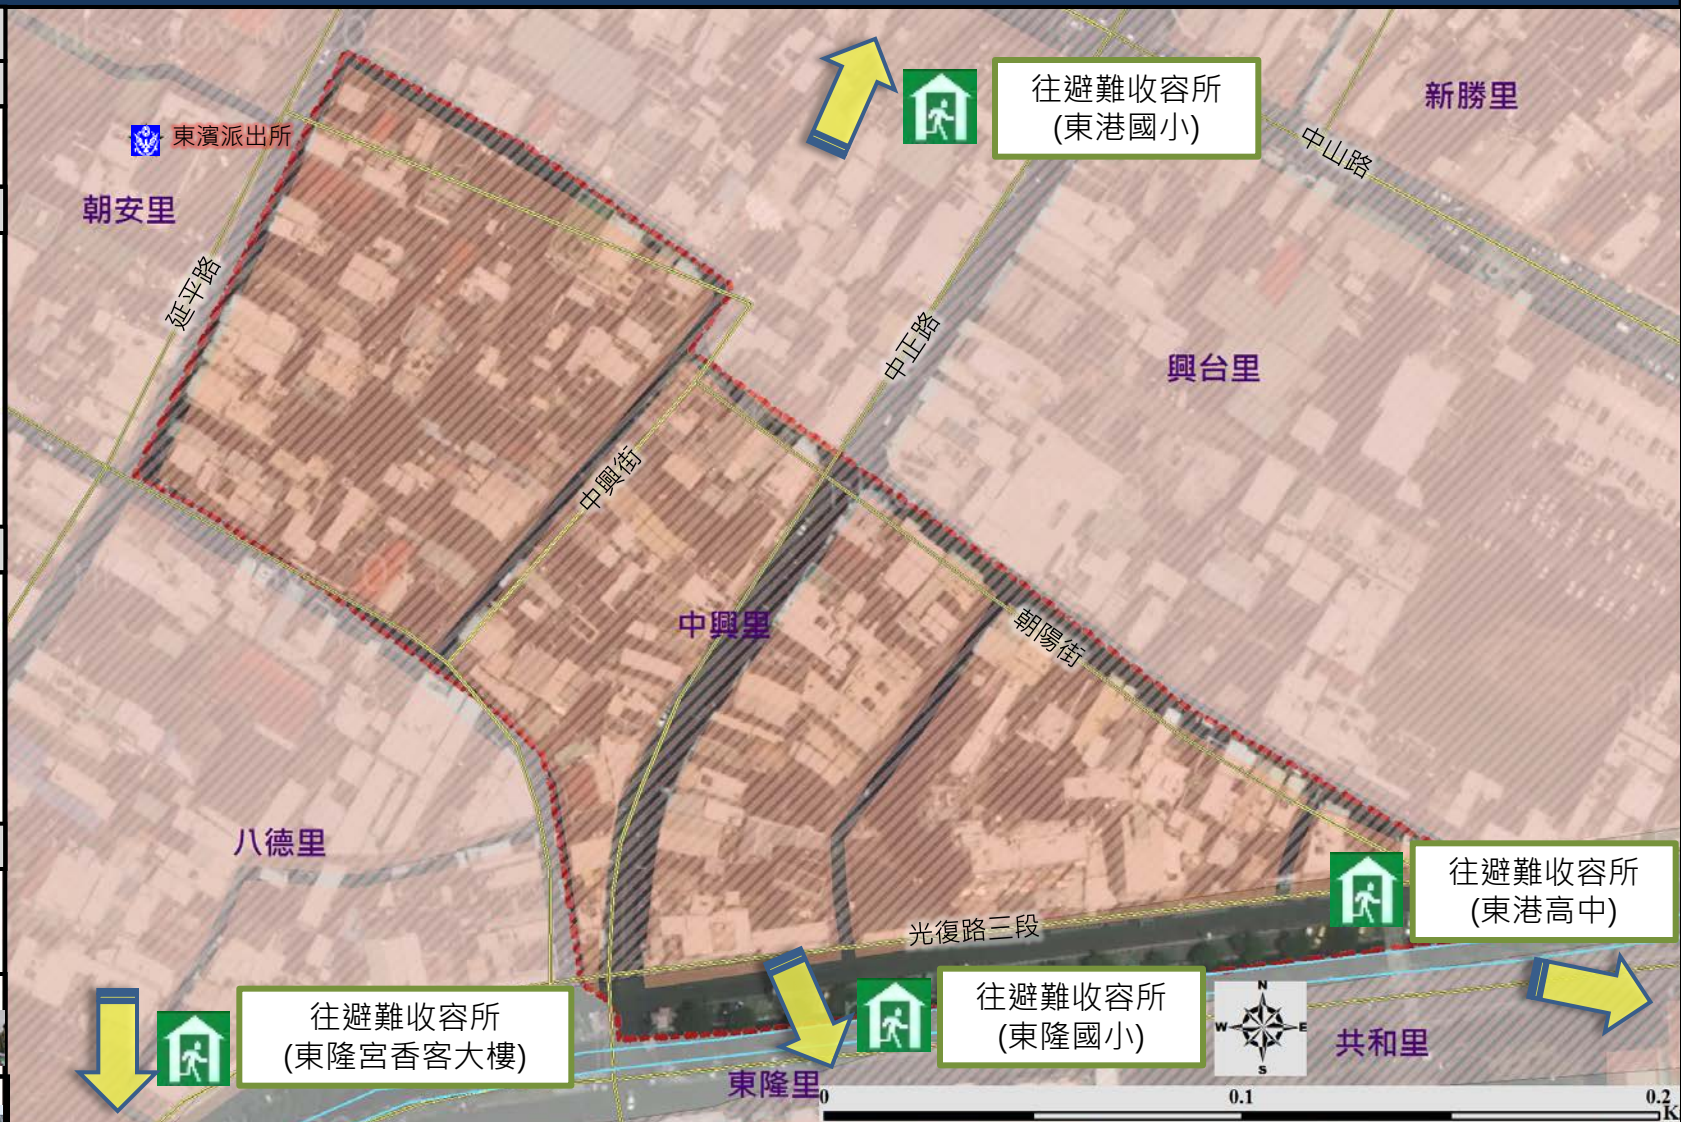 往避難收容所
(東港國小)
新勝里
中山路
東濱派出所
朝安里
延平路
中正路
興台里
中興街
中興里
朝陽街
八德里
往避難收容所
(東港高中)
光復路三段
往避難收容所
(東隆宮香客大樓)
往避難收容所
(東隆國小)
N
W
E
S
共和里
東隆里
0
0.1
0.2
K